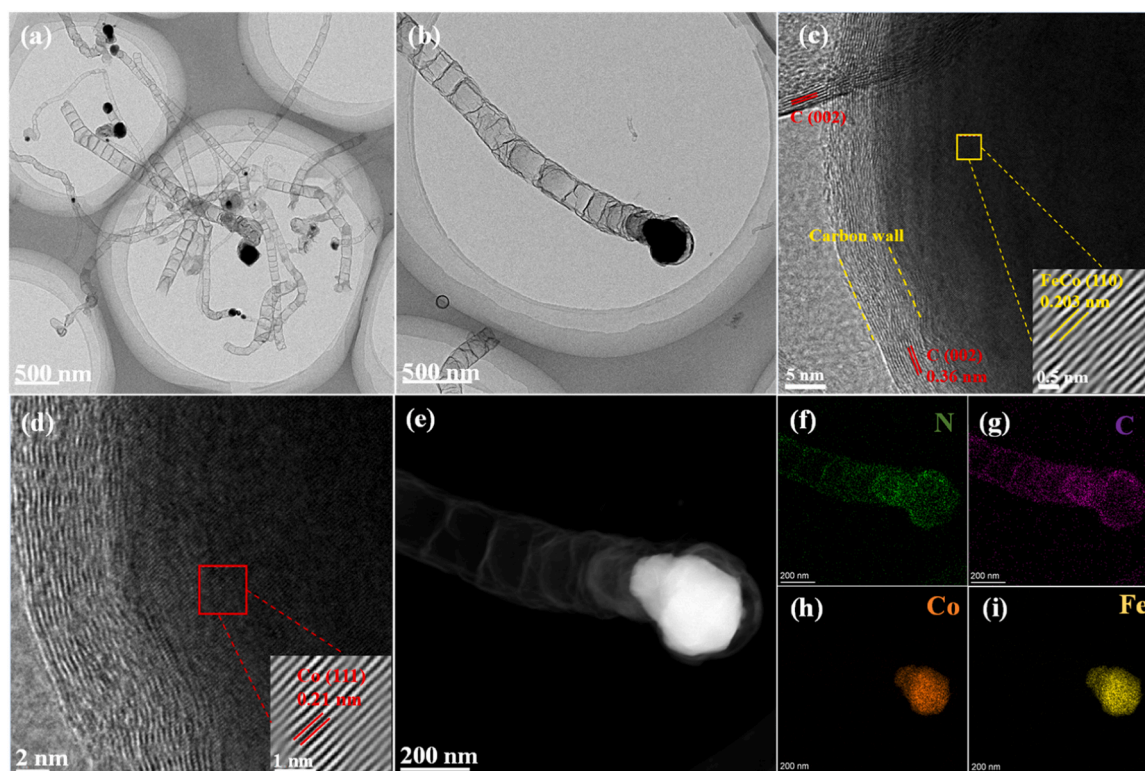 (a)
500 nm
(b)
500 nm
(c)
C (002)
Carbon wall
FeCo (110)
0.203 nm
C (002)
0.36 nm
5 nm
0.5 nm
(d)
Co (111)
0.21 nm
2 nm
1 nm
(e)
200 nm
(f)
N
200 nm
(g)
C
200 nm
(h)
Co
200 nm
(i)
Fe
200 nm